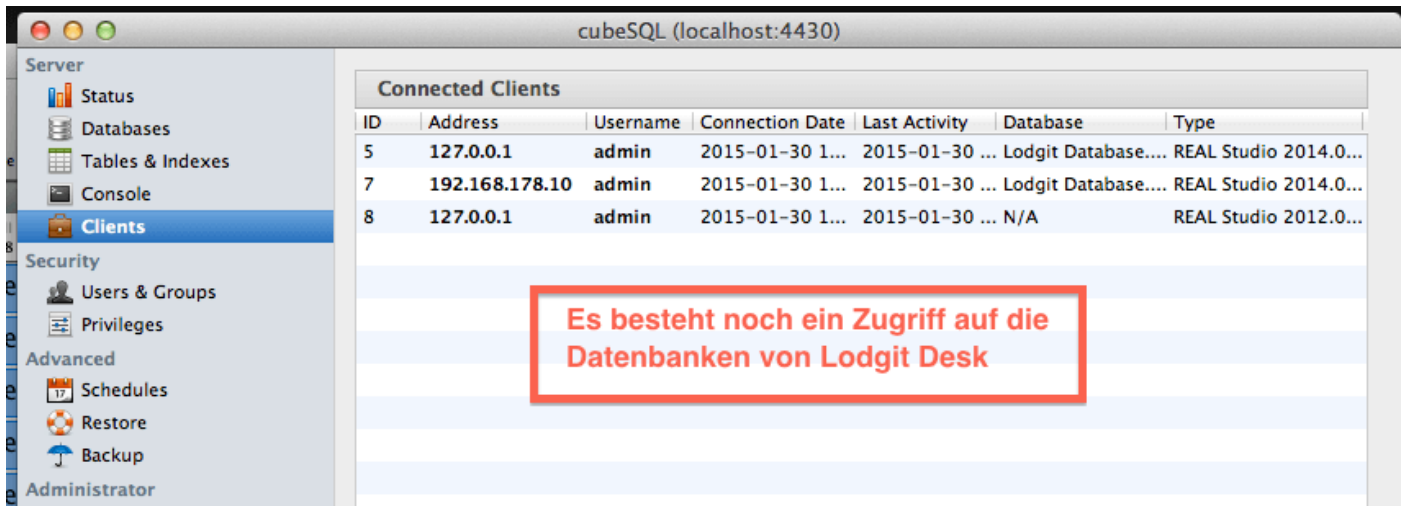 cubeSQL (localhost:4430)
Server
Status
Databases
Tables & Indexes
Console
Clients
Security
Users & Groups
Privileges
Advanced
Schedules
Restore
Backup
Administrator
Connected Clients
ID Address Username Connection Date Last Activity Database Type
5 127.0.0.1 admin 2015-01-30 1... 2015-01-30 ... Lodgit Database.... REAL Studio 2014.0...
7 192.168.178.10 admin 2015-01-30 1... 2015-01-30 ... Lodgit Database.... REAL Studio 2014.0...
8 127.0.0.1 admin 2015-01-30 1... 2015-01-30 ... N/A REAL Studio 2012.0...
Es besteht noch ein Zugriff auf die
Datenbanken von Lodgit Desk